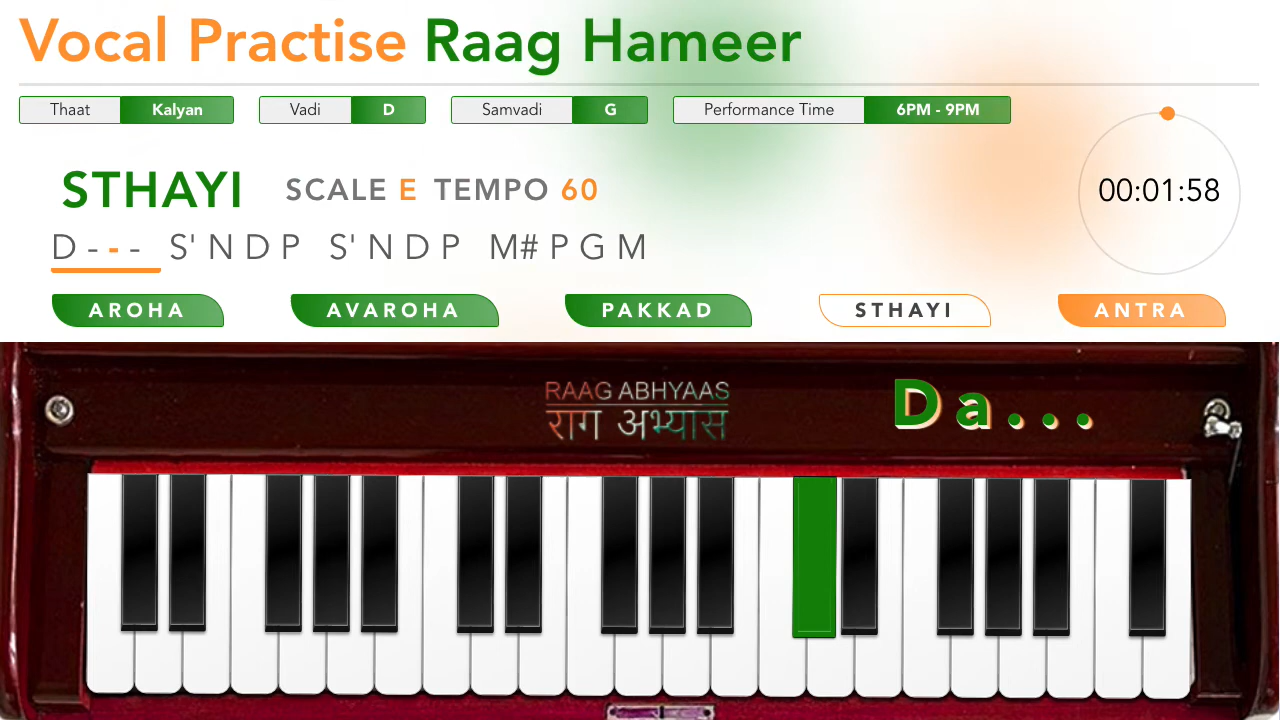 Vocal Practise Raag Hameer
Thaat Kalyan Vadi D Samvadi G Performance Time 6PM - 9PM
00:01:58
STHAYI SCALE E TEMPO 60
D - - - S' N D P S' N D P M# P G M
AROHA AVAROHA PAKKAD STHAYI ANTRA
RAAG ABHYAAS
राग अभ्यास
Da...